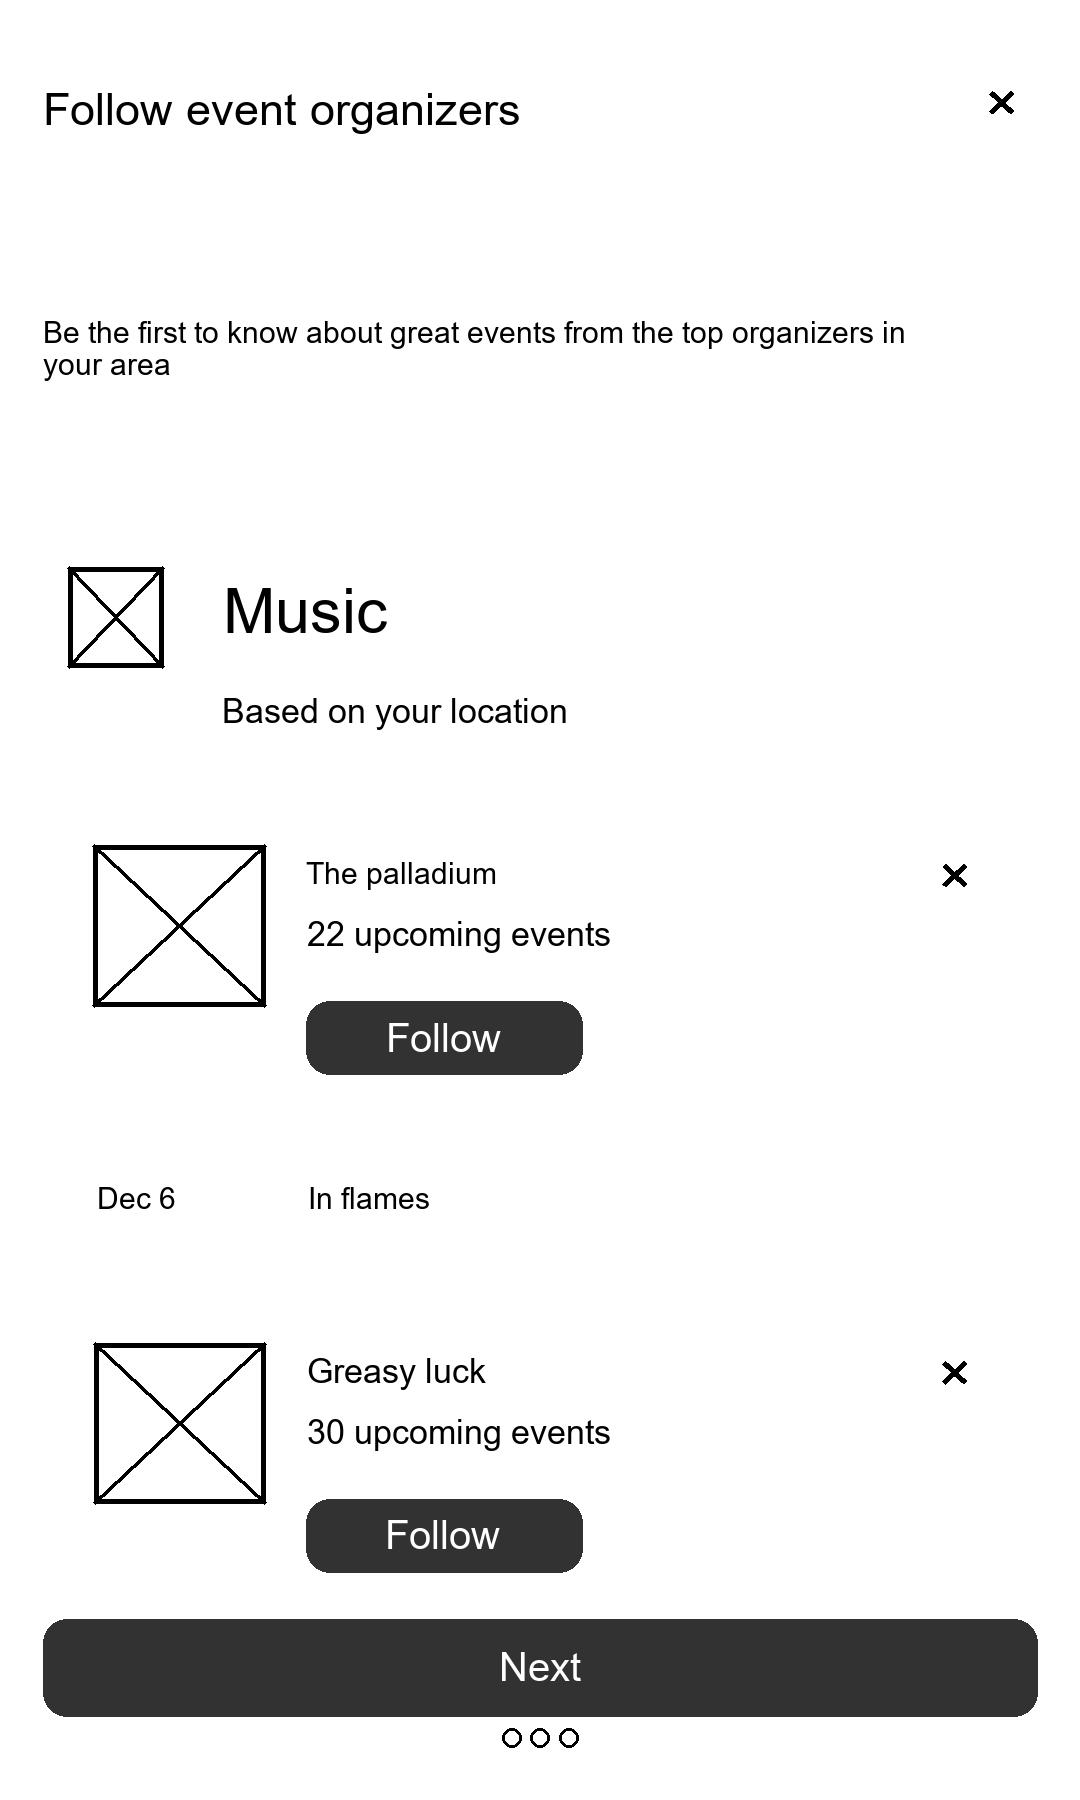 Follow event organizers
Be the first to know about great events from the top organizers in
your area
Music
Based on your location
The palladium
22 upcoming events
Follow
Dec 6 In flames
Greasy luck
30 upcoming events
Follow
Next